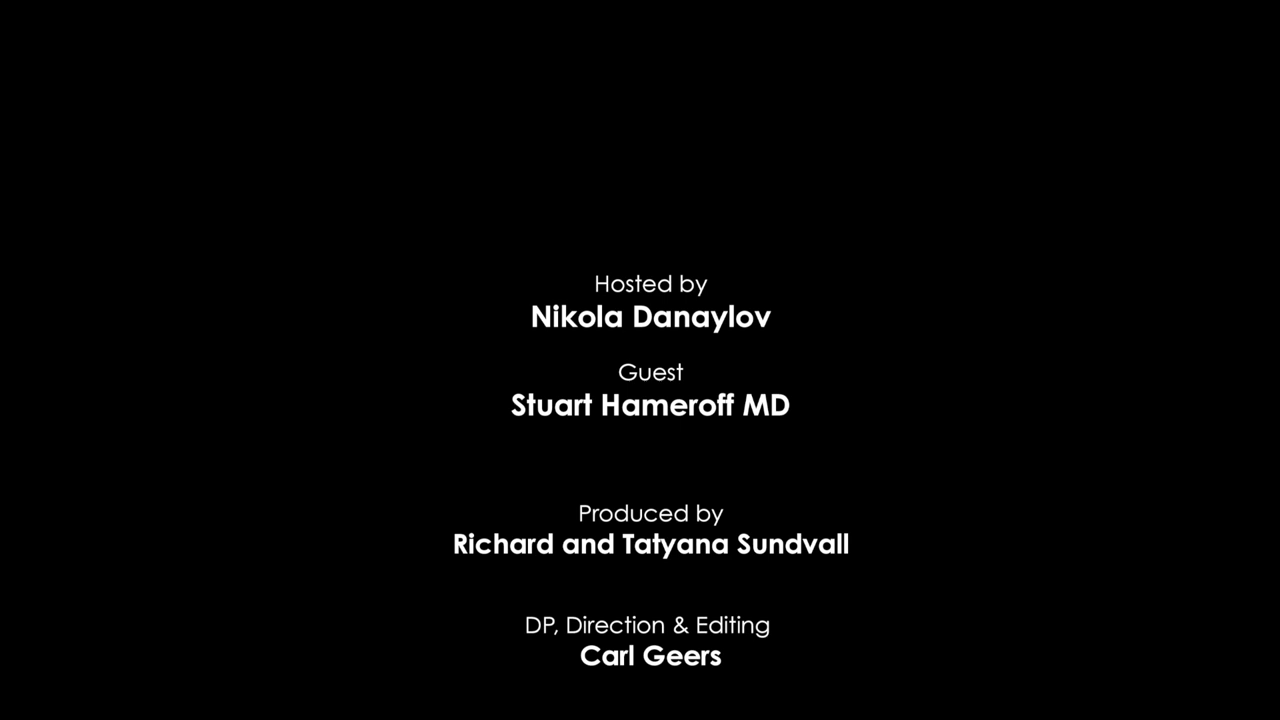 Hosted by
Nikola Danaylov
Guest
Stuart Hameroff MD
Produced by
Richard and Tatyana Sundvall
DP, Direction & Editing
Carl Geers